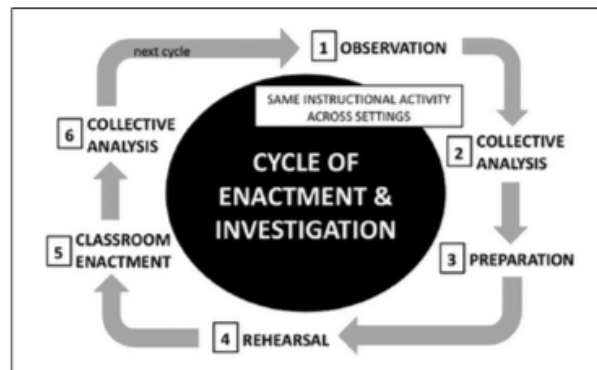 next cycle
1 OBSERVATION
SAME INSTRUCTIONAL ACTIVITY
ACROSS SETTINGS
2 COLLECTIVE
ANALYSIS
3 PREPARATION
4 REHEARSAL
5 CLASSROOM
ENACTMENT
6 COLLECTIVE
ANALYSIS
CYCLE OF
ENACTMENT &
INVESTIGATION